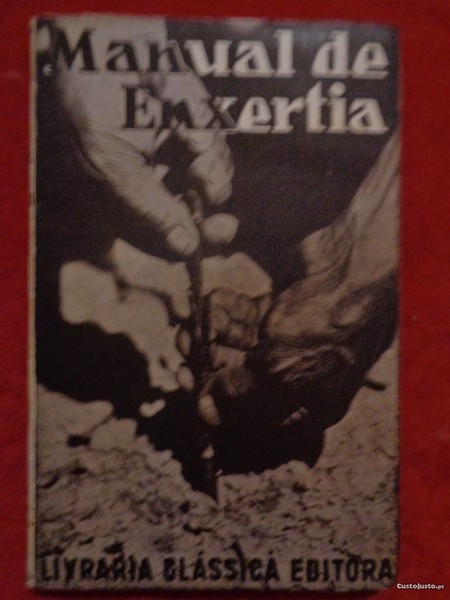 Manual de
Enxertia
LIVRARIA CLÁSSICA EDITORA
CustoJusto.pt